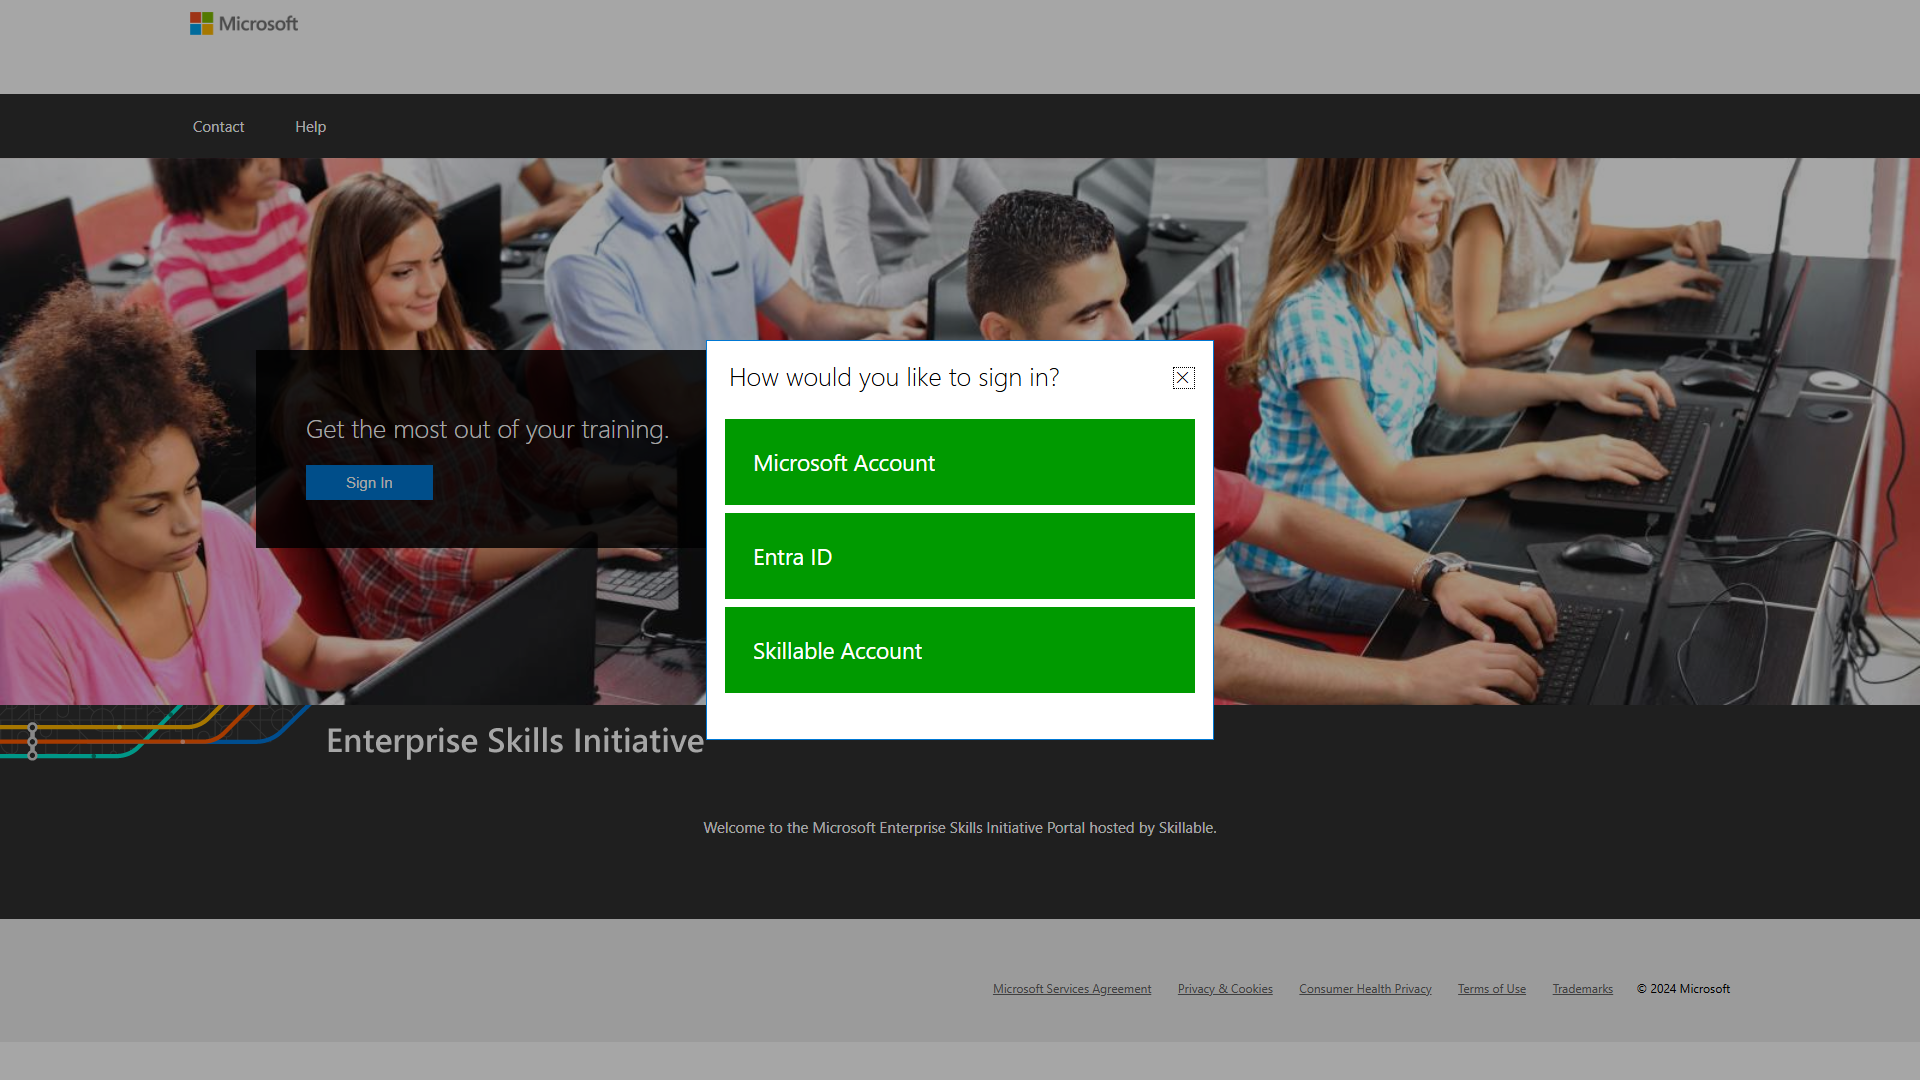 Microsoft
Contact
Help
Get the most out of your training.
Sign In
How would you like to sign in?
Microsoft Account
Entra ID
Skillable Account
Enterprise Skills Initiative
Welcome to the Microsoft Enterprise Skills Initiative Portal hosted by Skillable.
Microsoft Services Agreement
Privacy & Cookies
Consumer Health Privacy
Terms of Use
Trademarks
© 2024 Microsoft